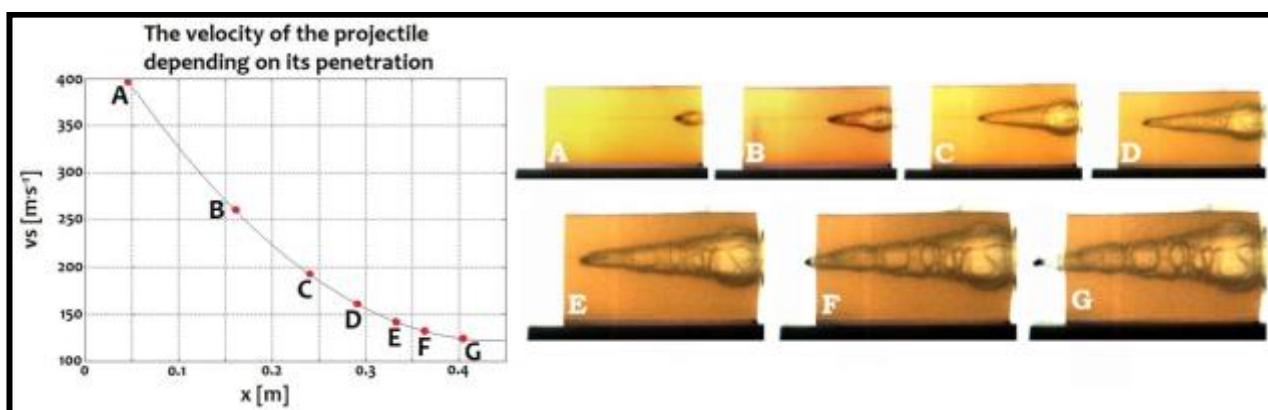 The velocity of the projectile
depending on its penetration
400
350
300
250
200
150
100
vs [m·s⁻¹]
A
B
C
D
E
F
G
0
0.1
0.2
0.3
0.4
x [m]
A
B
C
D
E
F
G